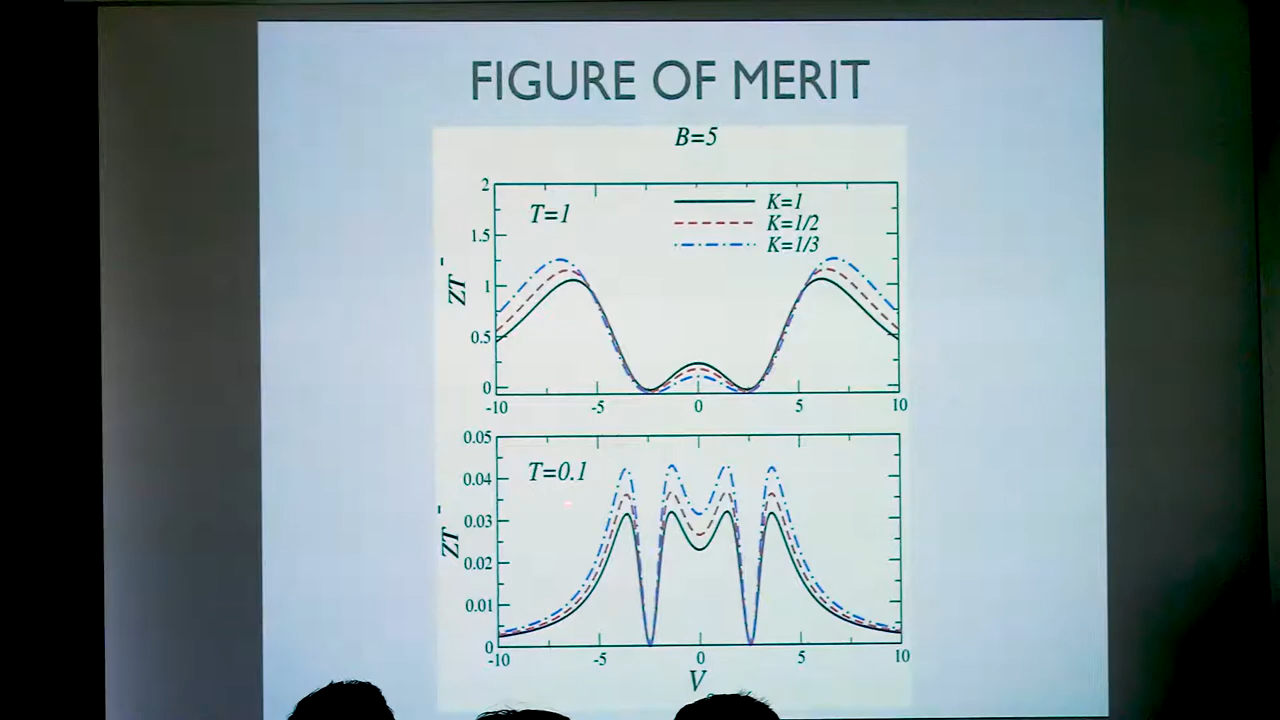 FIGURE OF MERIT
B=5
2
T=1
K=1
K=1/2
K=1/3
1.5
1
0.5
0
ZT
-10 -5 0 5 10
0.05
T=0.1
0.04
0.03
0.02
0.01
0
ZT
-10 -5 0 5 10
V